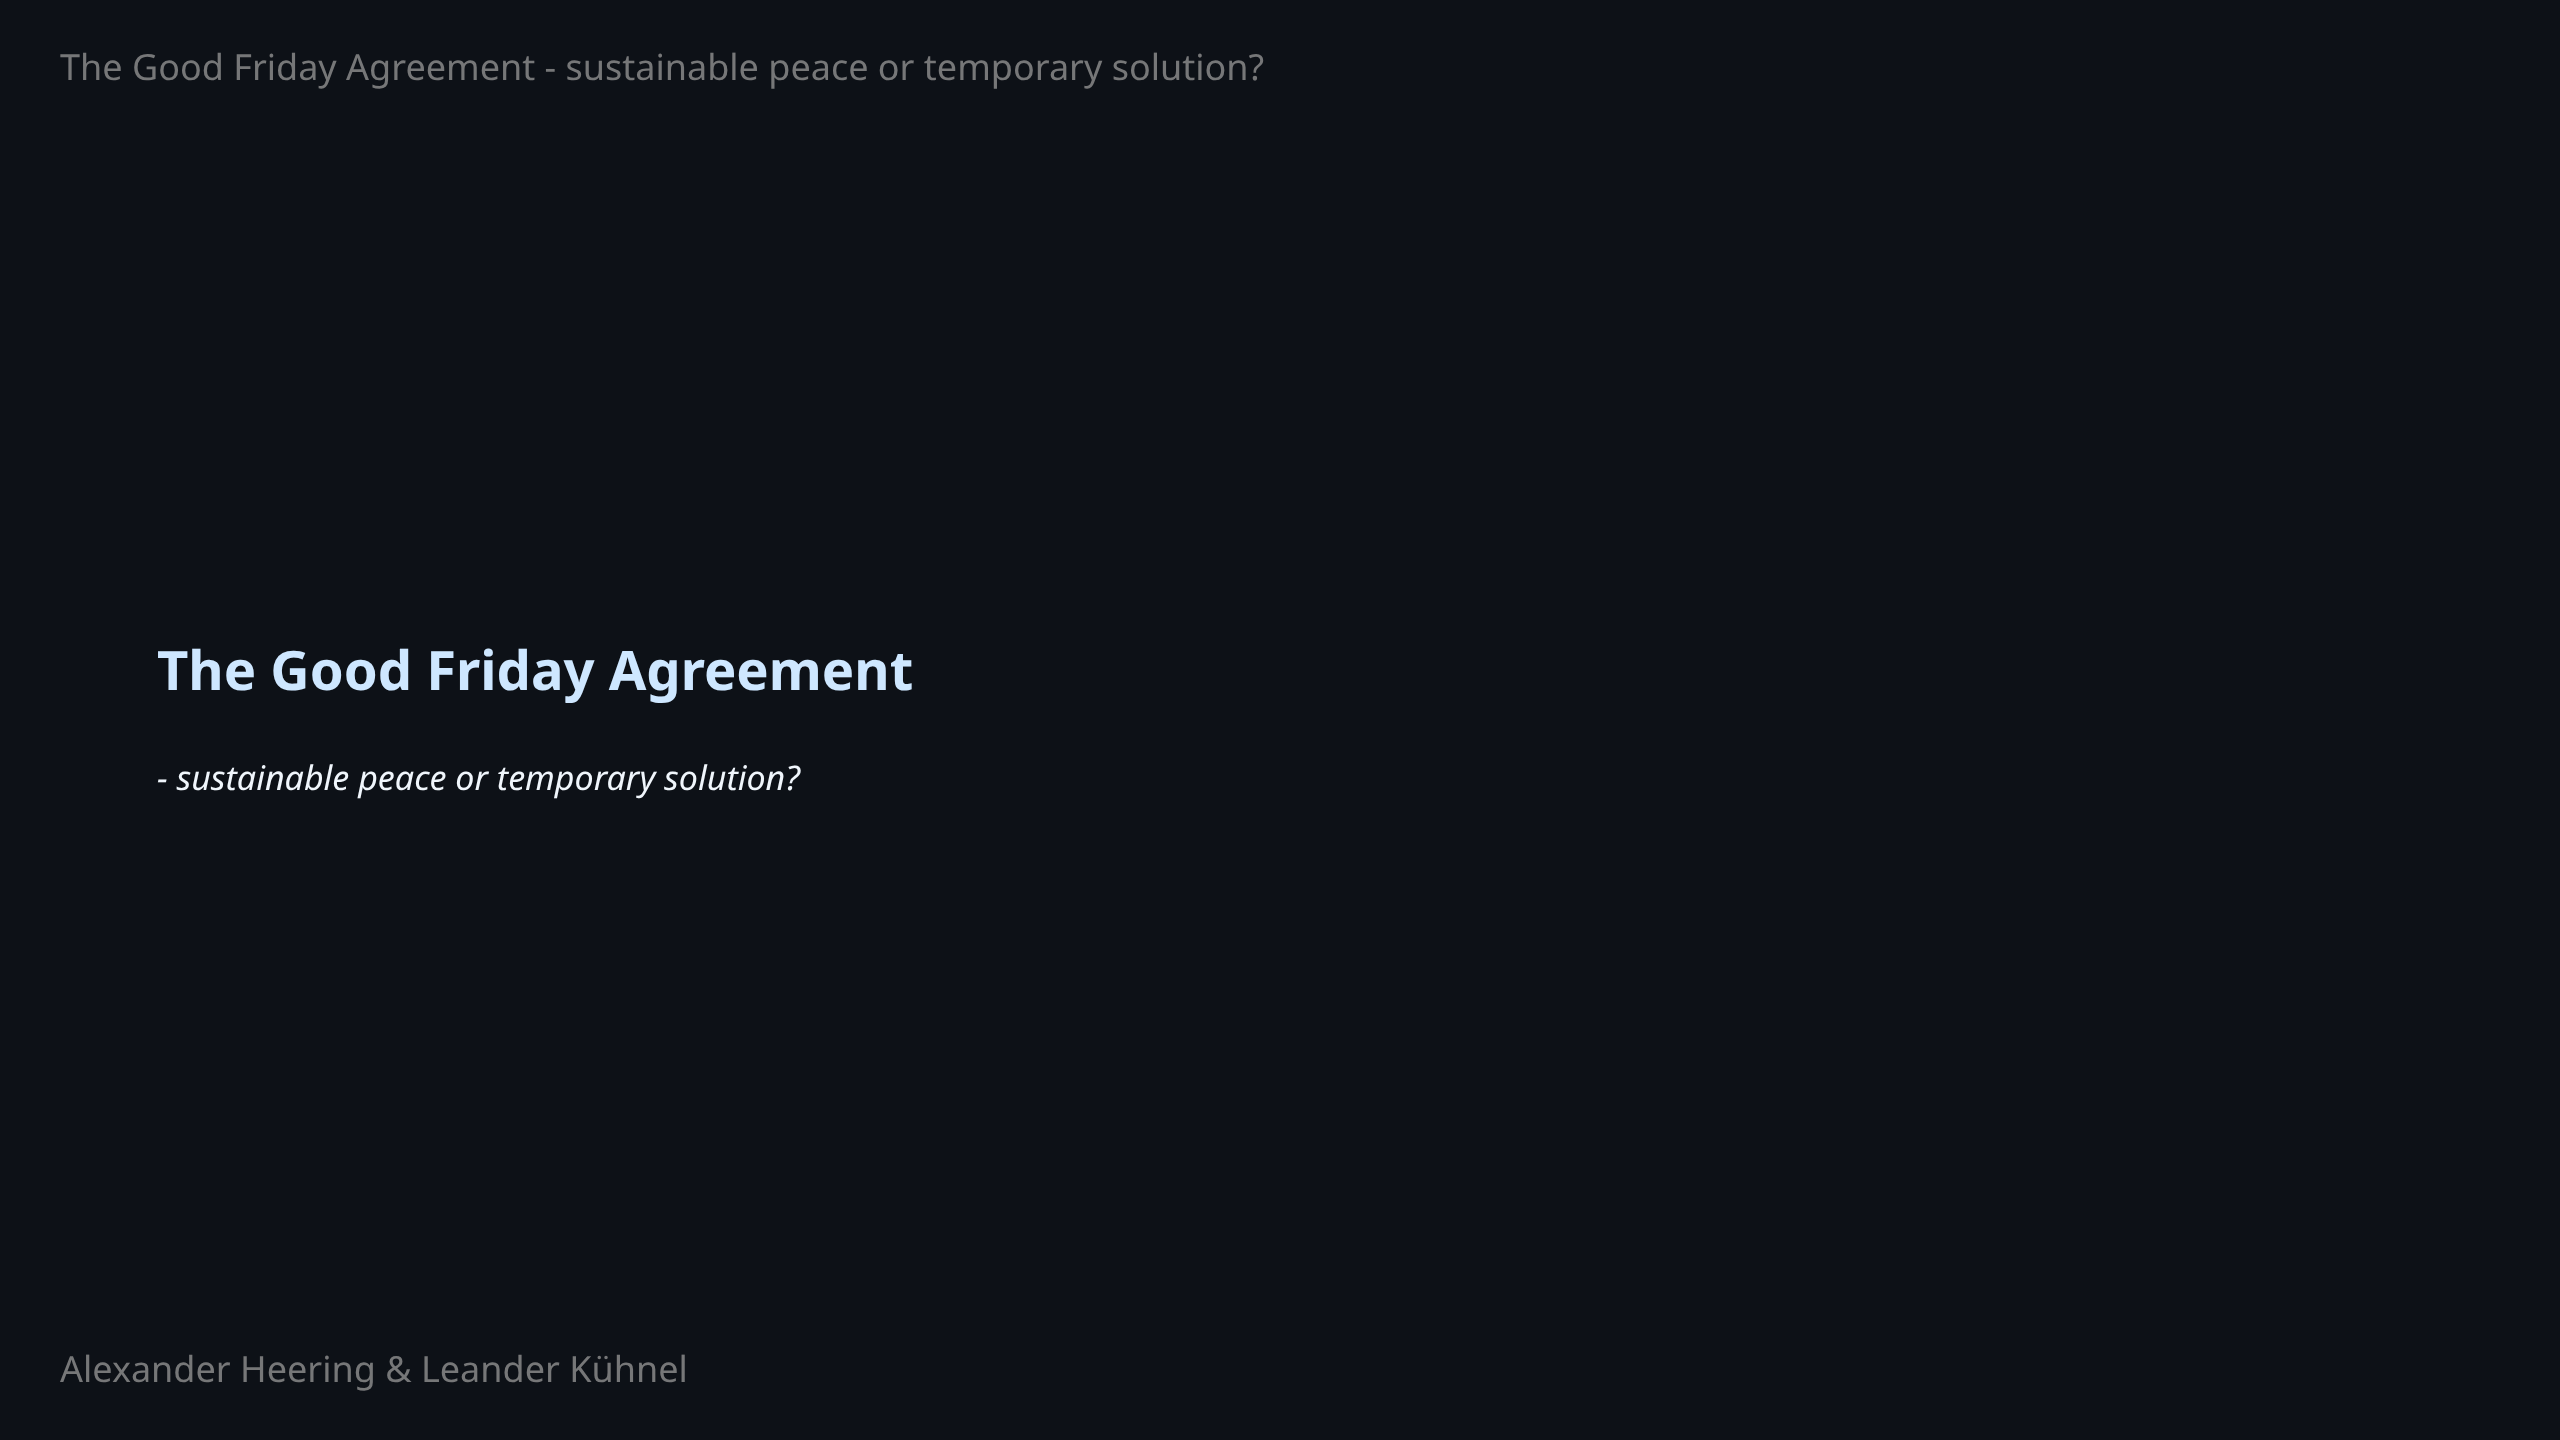 The Good Friday Agreement - sustainable peace or temporary solution?
The Good Friday Agreement
- sustainable peace or temporary solution?
Alexander Heering & Leander Kühnel